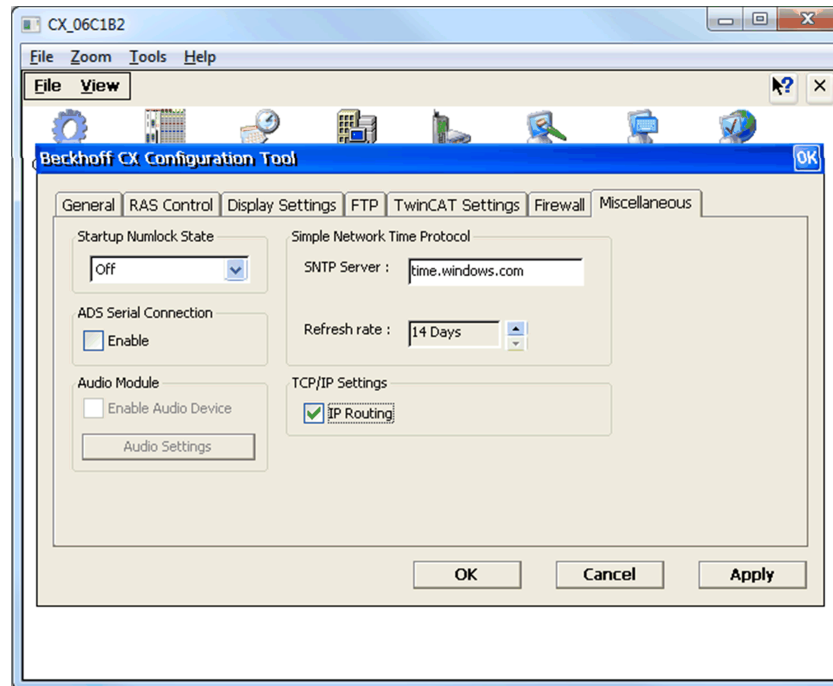 CX_06C1B2
File Zoom Tools Help
File View
Beckhoff CX Configuration Tool OK
General RAS Control Display Settings FTP TwinCAT Settings Firewall Miscellaneous
Startup Numlock State
Off
ADS Serial Connection
Enable
Audio Module
Enable Audio Device
Audio Settings
Simple Network Time Protocol
SNTP Server : time.windows.com
Refresh rate : 14 Days
TCP/IP Settings
IP Routing
OK Cancel Apply